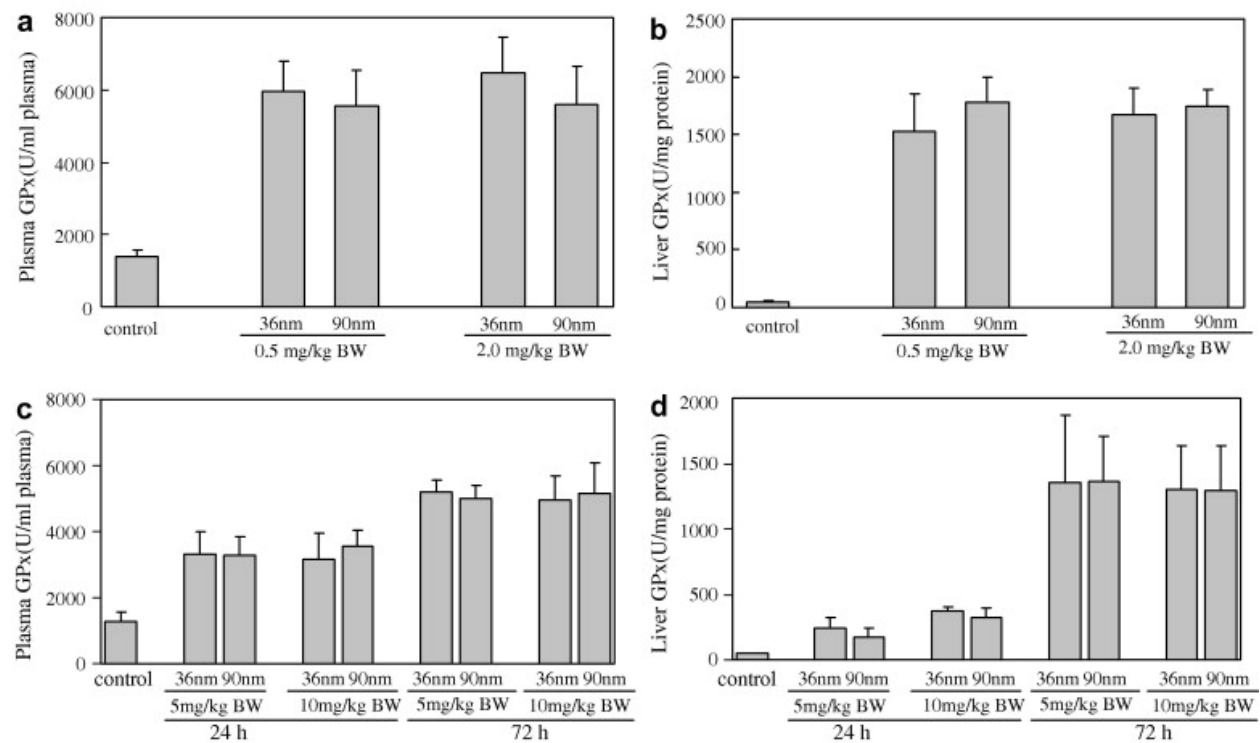 a
Plasma GPx(U/ml plasma)
8000
6000
4000
2000
0
control
36nm 90nm
0.5 mg/kg BW
36nm 90nm
2.0 mg/kg BW
b
Liver GPx(U/mg protein)
2500
2000
1500
1000
500
0
control
36nm 90nm
0.5 mg/kg BW
36nm 90nm
2.0 mg/kg BW
c
Plasma GPx(U/ml plasma)
8000
6000
4000
2000
0
control
36nm 90nm
5mg/kg BW
36nm 90nm
10mg/kg BW
24 h
36nm 90nm
5mg/kg BW
36nm 90nm
10mg/kg BW
72 h
d
Liver GPx(U/mg protein)
2000
1500
1000
500
0
control
36nm 90nm
5mg/kg BW
36nm 90nm
10mg/kg BW
24 h
36nm 90nm
5mg/kg BW
36nm 90nm
10mg/kg BW
72 h